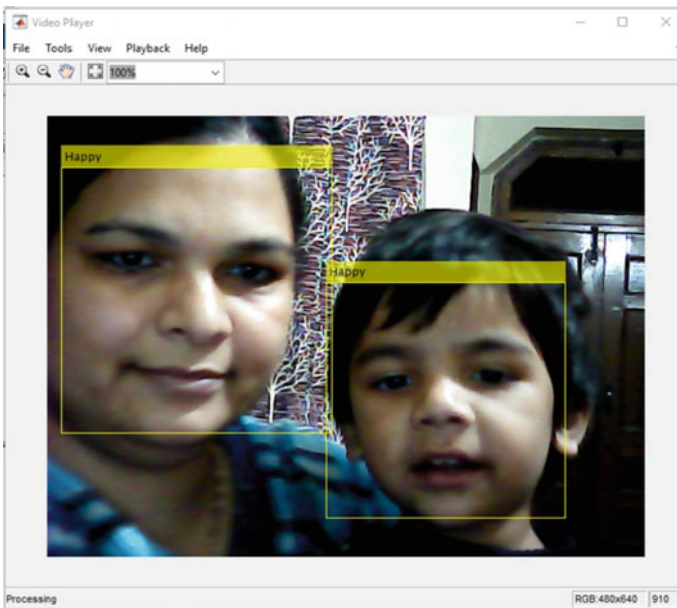 Video Player
File Tools View Playback Help
100%
Happy
Happy
Processing
RGB:480x640 910